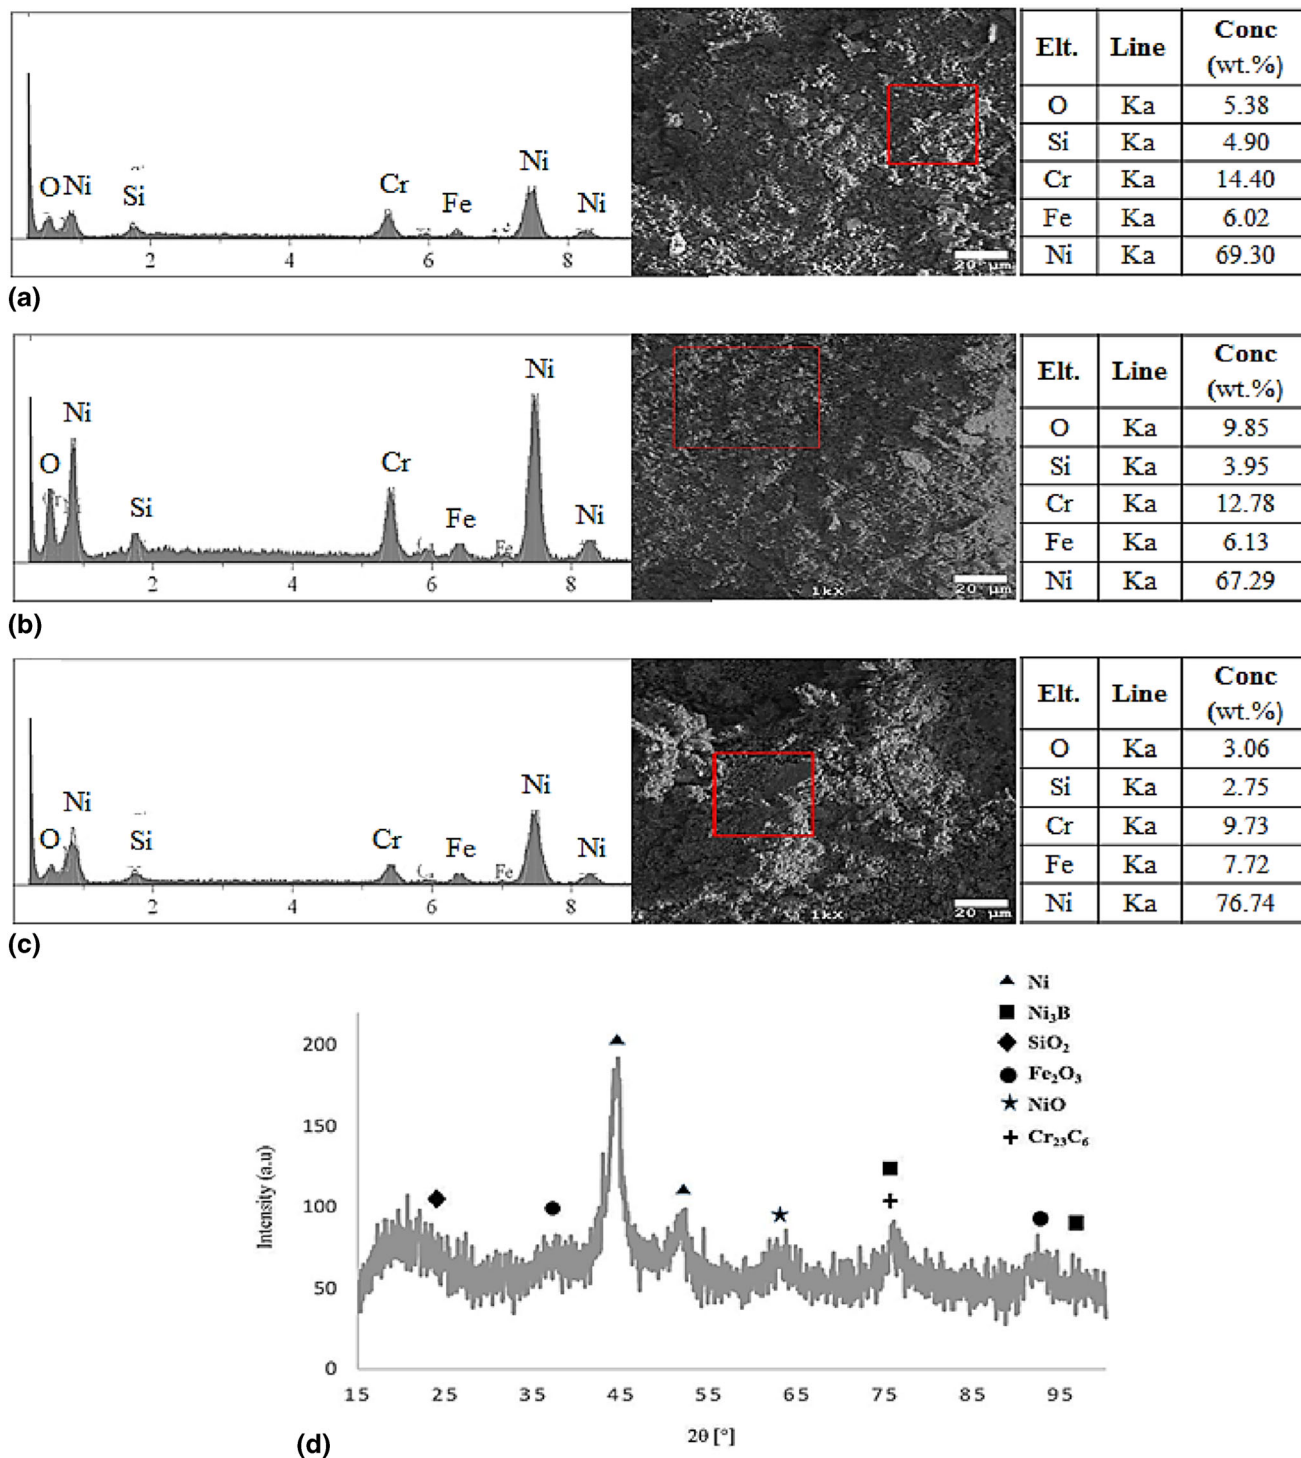 O Ni Si Cr Fe Ni Ni
2 4 6 8
1kX 20 μm
Elt. Line Conc (wt.%)
O Ka 5.38
Si Ka 4.90
Cr Ka 14.40
Fe Ka 6.02
Ni Ka 69.30
(a)
O Ni Si Cr Fe Fe Ni Ni
2 4 6 8
1kX 20 μm
Elt. Line Conc (wt.%)
O Ka 9.85
Si Ka 3.95
Cr Ka 12.78
Fe Ka 6.13
Ni Ka 67.29
(b)
O Ni Si Cr Fe Fe Ni Ni
2 4 6 8
1kX 20 μm
Elt. Line Conc (wt.%)
O Ka 3.06
Si Ka 2.75
Cr Ka 9.73
Fe Ka 7.72
Ni Ka 76.74
(c)
Ni
Ni₃B
SiO₂
Fe₂O₃
NiO
Cr₂₃C₆
Intensity (a.u)
200
150
100
50
0
15 25 35 45 55 65 75 85 95
2θ [°]
(d)